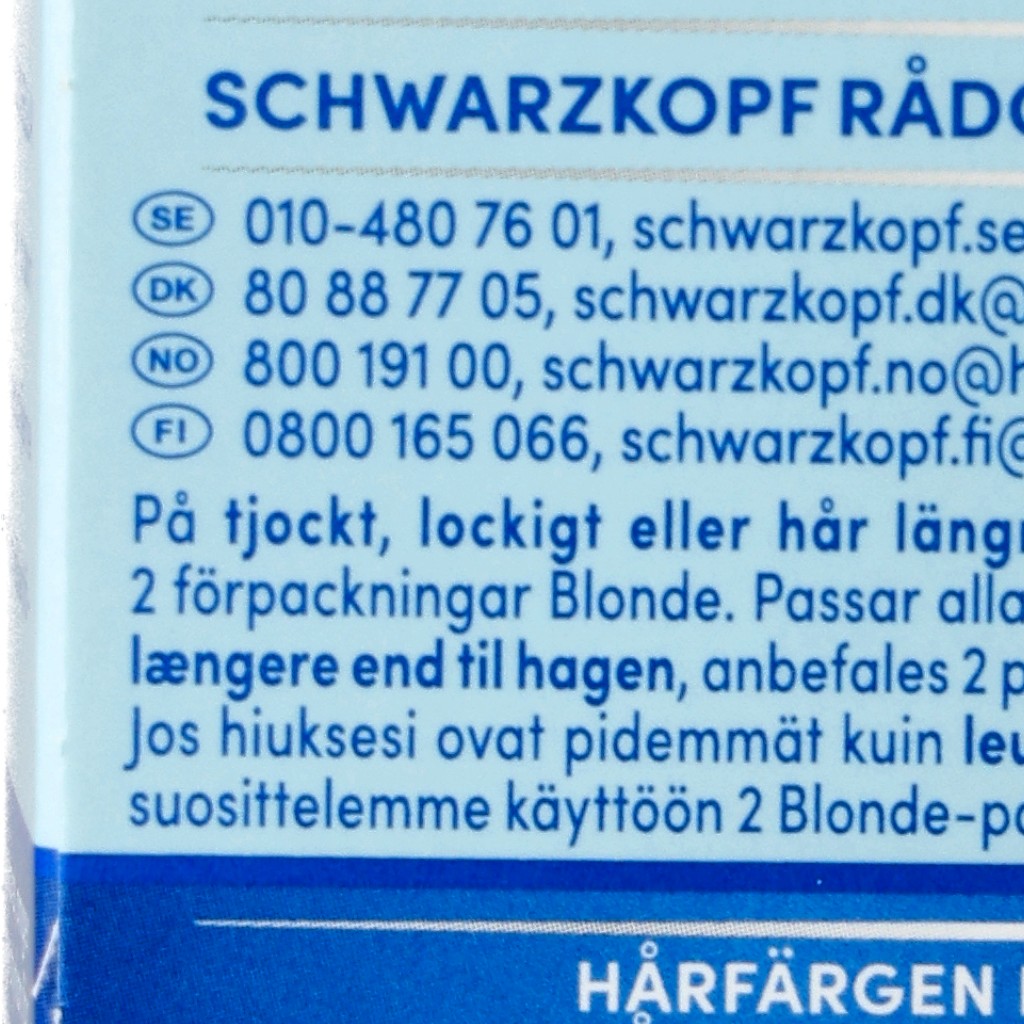 SCHWARZKOPF RÅD
SE 010-480 76 01, schwarzkopf.se
DK 80 88 77 05, schwarzkopf.dk@
NO 800 191 00, schwarzkopf.no@h
FI 0800 165 066, schwarzkopf.fi@
På tjockt, lockigt eller hår läng
2 förpackningar Blonde. Passar alla
længere end til hagen, anbefales 2 p
Jos hiuksesi ovat pidemmät kuin leu
suosittelemme käyttöön 2 Blonde-pa
HÅRFÄRGEN